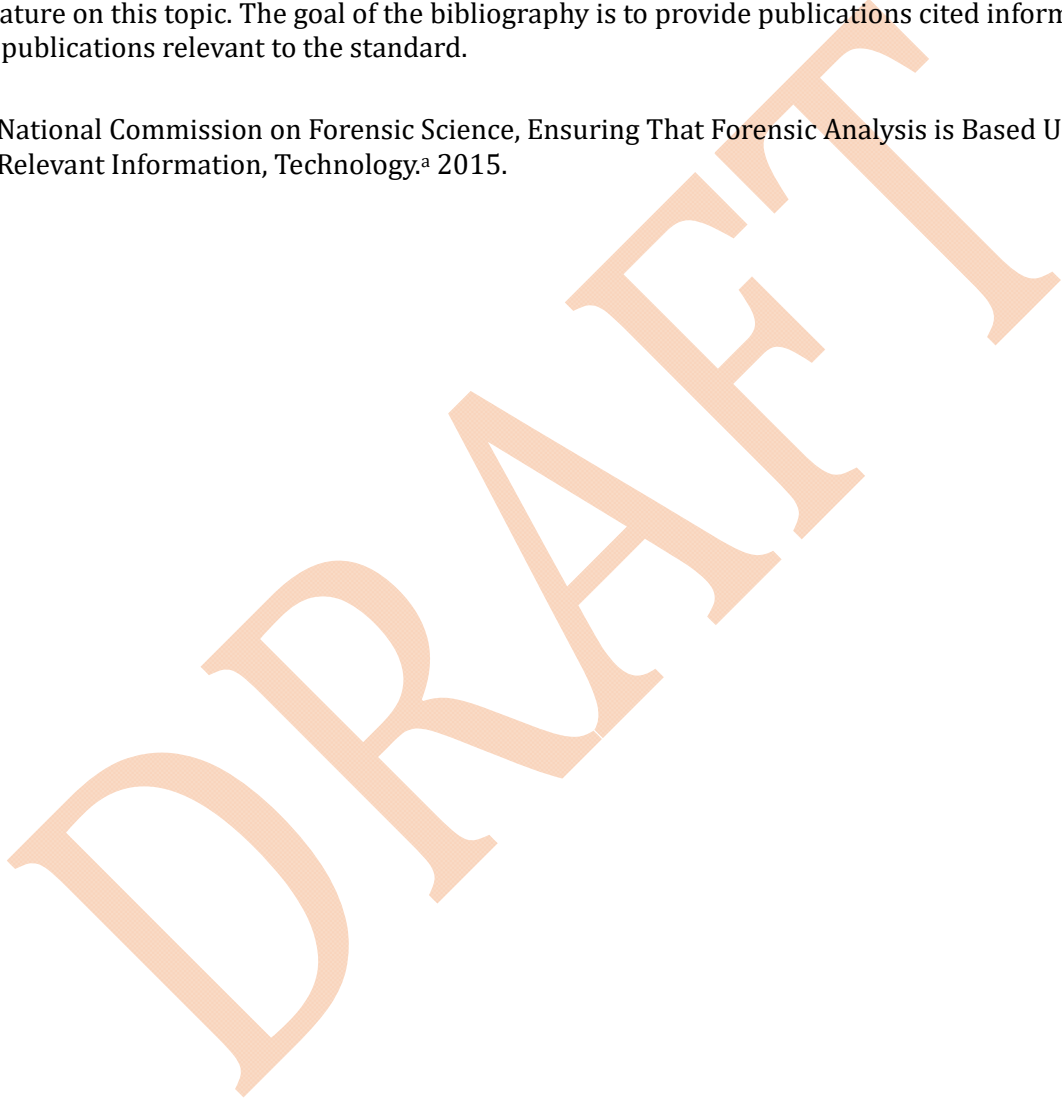 ature on this topic. The goal of the bibliography is to provide publications cited inform
publications relevant to the standard.
National Commission on Forensic Science, Ensuring That Forensic Analysis is Based U
Relevant Information, Technology.ᵃ 2015.
DRAFT